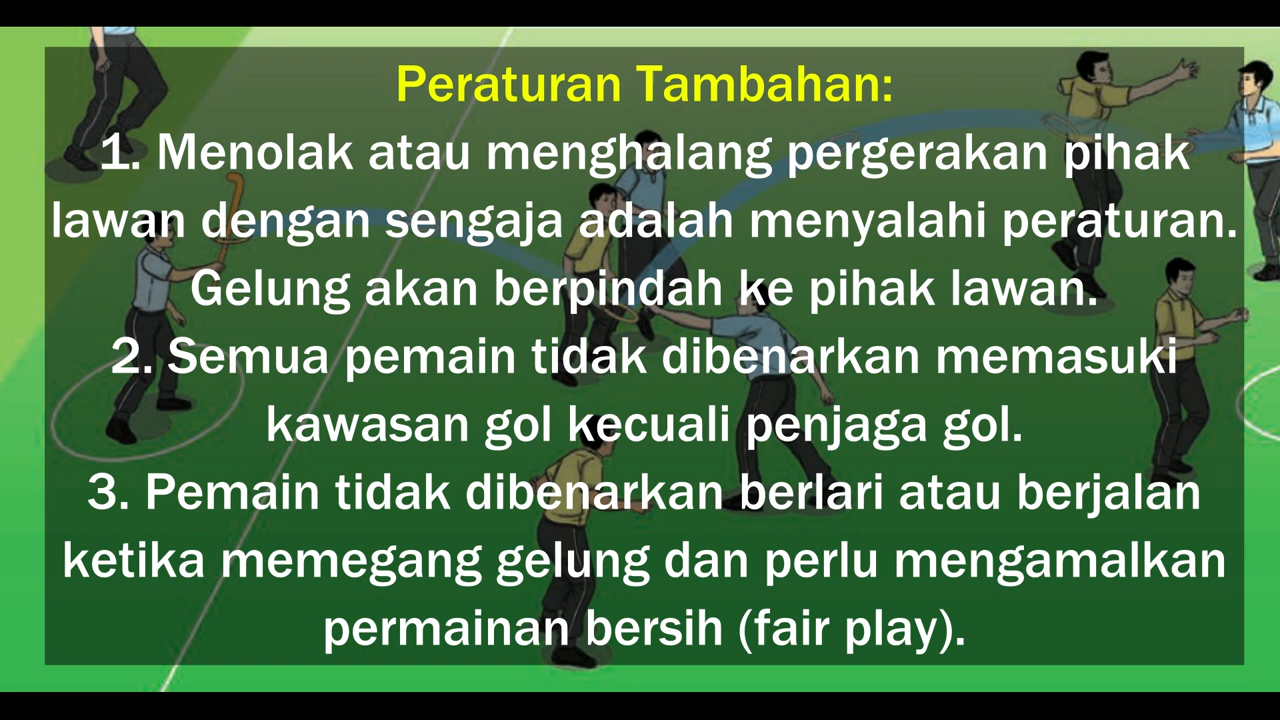 Peraturan Tambahan:
1. Menolak atau menghalang pergerakan pihak
lawan dengan sengaja adalah menyalahi peraturan.
Gelung akan berpindah ke pihak lawan.
2. Semua pemain tidak dibenarkan memasuki
kawasan gol kecuali penjaga gol.
3. Pemain tidak dibenarkan berlari atau berjalan
ketika memegang gelung dan perlu mengamalkan
permainan bersih (fair play).